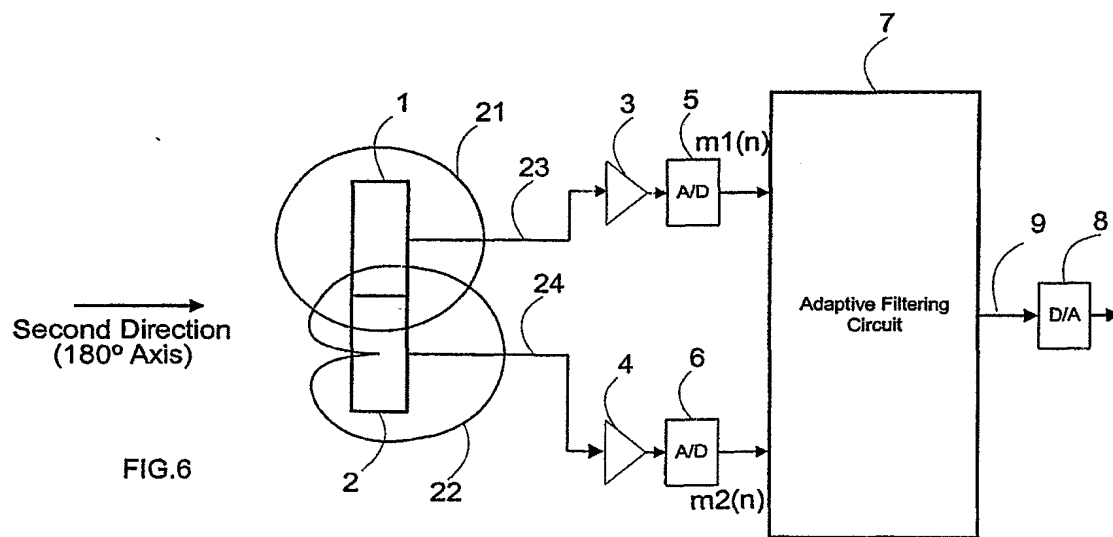 7
1
21
3
5
m1(n)
23
A/D
9
8
24
Adaptive Filtering
Circuit
D/A
Second Direction
(180º Axis)
4
6
A/D
FIG.6
2
22
m2(n)